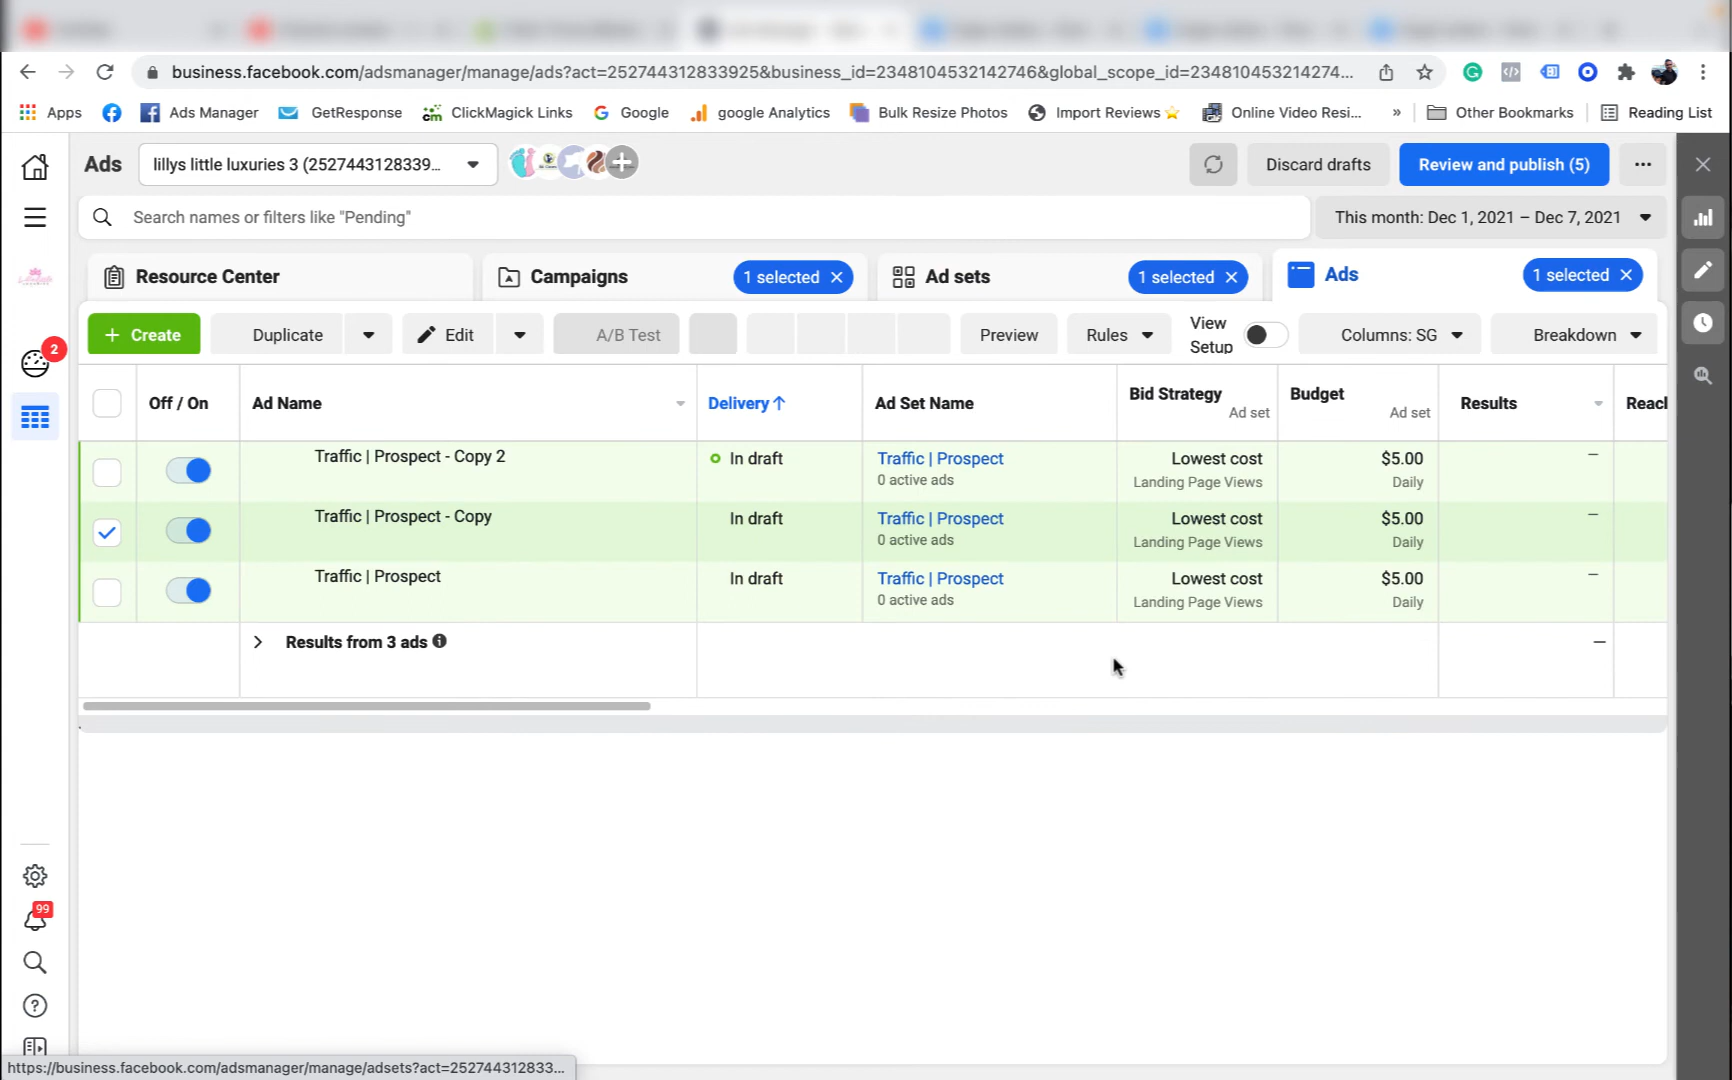 business.facebook.com/adsmanager/manage/ads?act=252744312833925&business_id=2348104532142746&global_scope_id=234810453214274...
Apps
Ads Manager
GetResponse
ClickMagick Links
Google
google Analytics
Bulk Resize Photos
Import Reviews
Online Video Resi...
»
Other Bookmarks
Reading List
Ads
lillys little luxuries 3 (2527443128339...
Discard drafts
Review and publish (5)
Search names or filters like "Pending"
This month: Dec 1, 2021 – Dec 7, 2021
Resource Center
Campaigns
1 selected
Ad sets
1 selected
Ads
1 selected
+ Create
Duplicate
Edit
A/B Test
Preview
Rules
View Setup
Columns: SG
Breakdown
2
Off / On
Ad Name
Delivery
Ad Set Name
Bid Strategy
Ad set
Budget
Ad set
Results
Reach
Traffic | Prospect - Copy 2
In draft
Traffic | Prospect
0 active ads
Lowest cost
Landing Page Views
$5.00
Daily
—
Traffic | Prospect - Copy
In draft
Traffic | Prospect
0 active ads
Lowest cost
Landing Page Views
$5.00
Daily
—
Traffic | Prospect
In draft
Traffic | Prospect
0 active ads
Lowest cost
Landing Page Views
$5.00
Daily
—
Results from 3 ads
—
99
https://business.facebook.com/adsmanager/manage/adsets?act=252744312833...